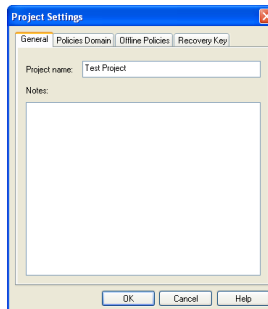 Project Settings
General Policies Domain Offline Policies Recovery Key
Project name: Test Project
Notes:
OK Cancel Help